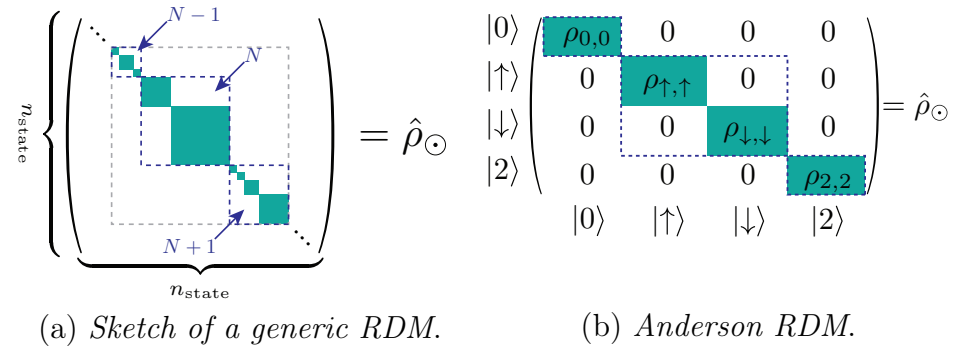 N − 1
N
N + 1
n_state
n_state
= ρ̂_⊙
(a) Sketch of a generic RDM.
|0⟩ ρ_{0,0} 0 0 0
|↑⟩ 0 ρ_{↑,↑} 0 0
|↓⟩ 0 0 ρ_{↓,↓} 0
|2⟩ 0 0 0 ρ_{2,2}
= ρ̂_⊙
|0⟩ |↑⟩ |↓⟩ |2⟩
(b) Anderson RDM.